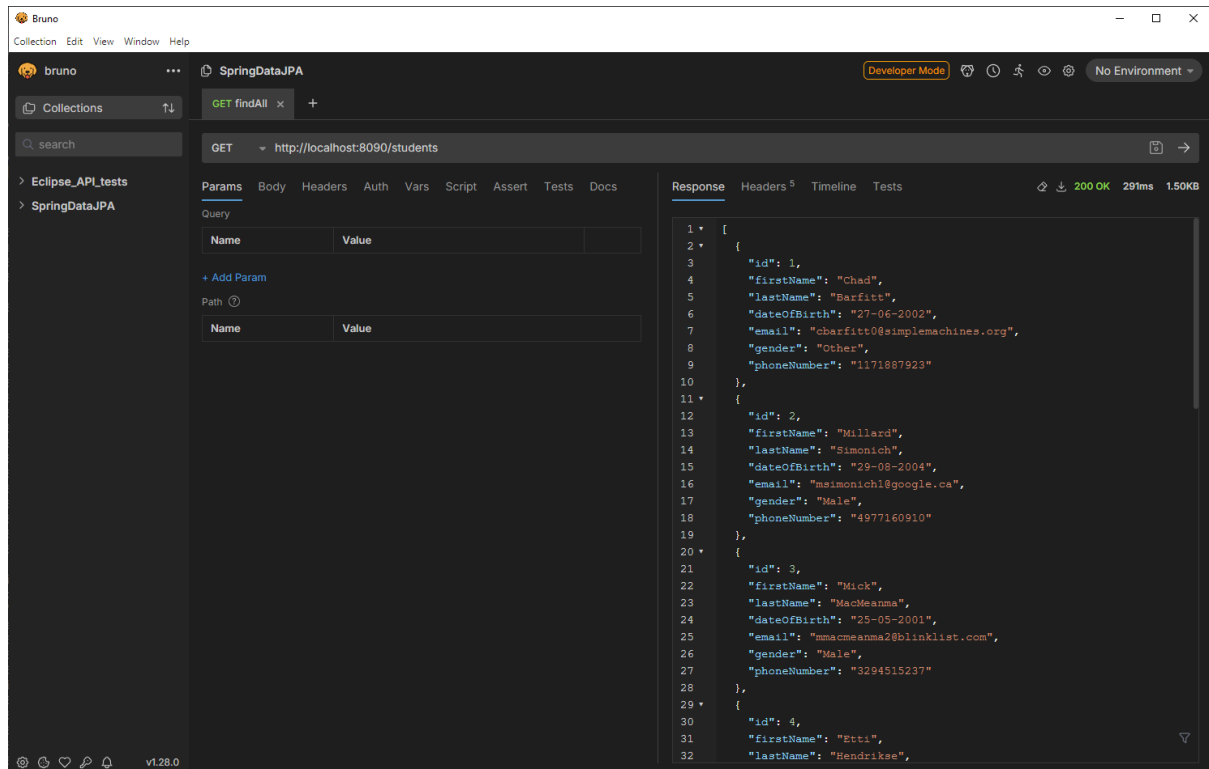 Bruno
Collection Edit View Window Help
bruno
SpringDataJPA
Developer Mode
No Environment
Collections
GET findAll
search
GET http://localhost:8090/students
Eclipse_API_tests
SpringDataJPA
Params Body Headers Auth Vars Script Assert Tests Docs
Query
Name Value
+ Add Param
Path
Name Value
Response Headers 5 Timeline Tests 200 OK 291ms 1.50KB
1 [
2 {
3 "id": 1,
4 "firstName": "Chad",
5 "lastName": "Barfitt",
6 "dateOfBirth": "27-06-2002",
7 "email": "cbarfitt0@simplemachines.org",
8 "gender": "Other",
9 "phoneNumber": "1171887923"
10 },
11 {
12 "id": 2,
13 "firstName": "Millard",
14 "lastName": "Simonich",
15 "dateOfBirth": "29-08-2004",
16 "email": "msimonich1@google.ca",
17 "gender": "Male",
18 "phoneNumber": "4977160910"
19 },
20 {
21 "id": 3,
22 "firstName": "Mick",
23 "lastName": "MacMeanma",
24 "dateOfBirth": "25-05-2001",
25 "email": "mmacmeanma2@blinklist.com",
26 "gender": "Male",
27 "phoneNumber": "3294515237"
28 },
29 {
30 "id": 4,
31 "firstName": "Etti",
32 "lastName": "Hendrikse",
v1.28.0